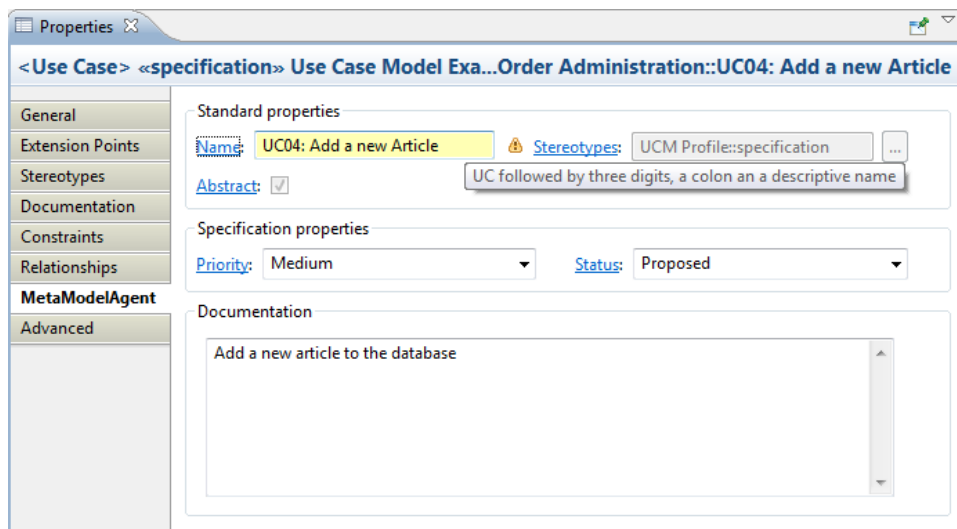 Properties
<Use Case> «specification» Use Case Model Exa...Order Administration::UC04: Add a new Article
General
Extension Points
Stereotypes
Documentation
Constraints
Relationships
MetaModelAgent
Advanced
Standard properties
Name: UC04: Add a new Article Stereotypes: UCM Profile::specification ...
UC followed by three digits, a colon an a descriptive name
Abstract:
Specification properties
Priority: Medium Status: Proposed
Documentation
Add a new article to the database